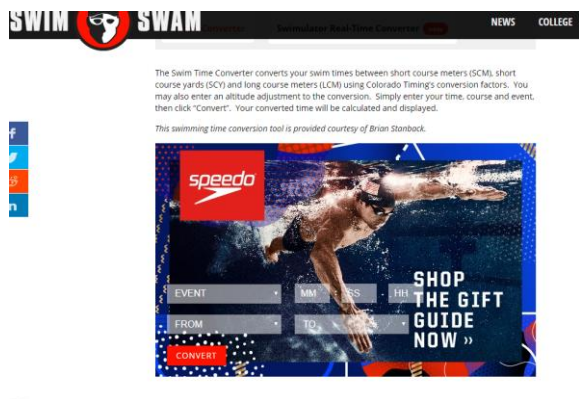 SWIM SWAM
NEWS COLLEGE
Swimulator Real-Time Converter
The Swim Time Converter converts your swim times between short course meters (SCM), short
course yards (SCY) and long course meters (LCM) using Colorado Timing's conversion factors. You
may also enter an altitude adjustment to the conversion. Simply enter your time, course and event,
then click "Convert". Your converted time will be calculated and displayed.
This swimming time conversion tool is provided courtesy of Brian Stanback.
speedo
EVENT MM : SS . HH
FROM TO
CONVERT
SHOP
THE GIFT
GUIDE
NOW »